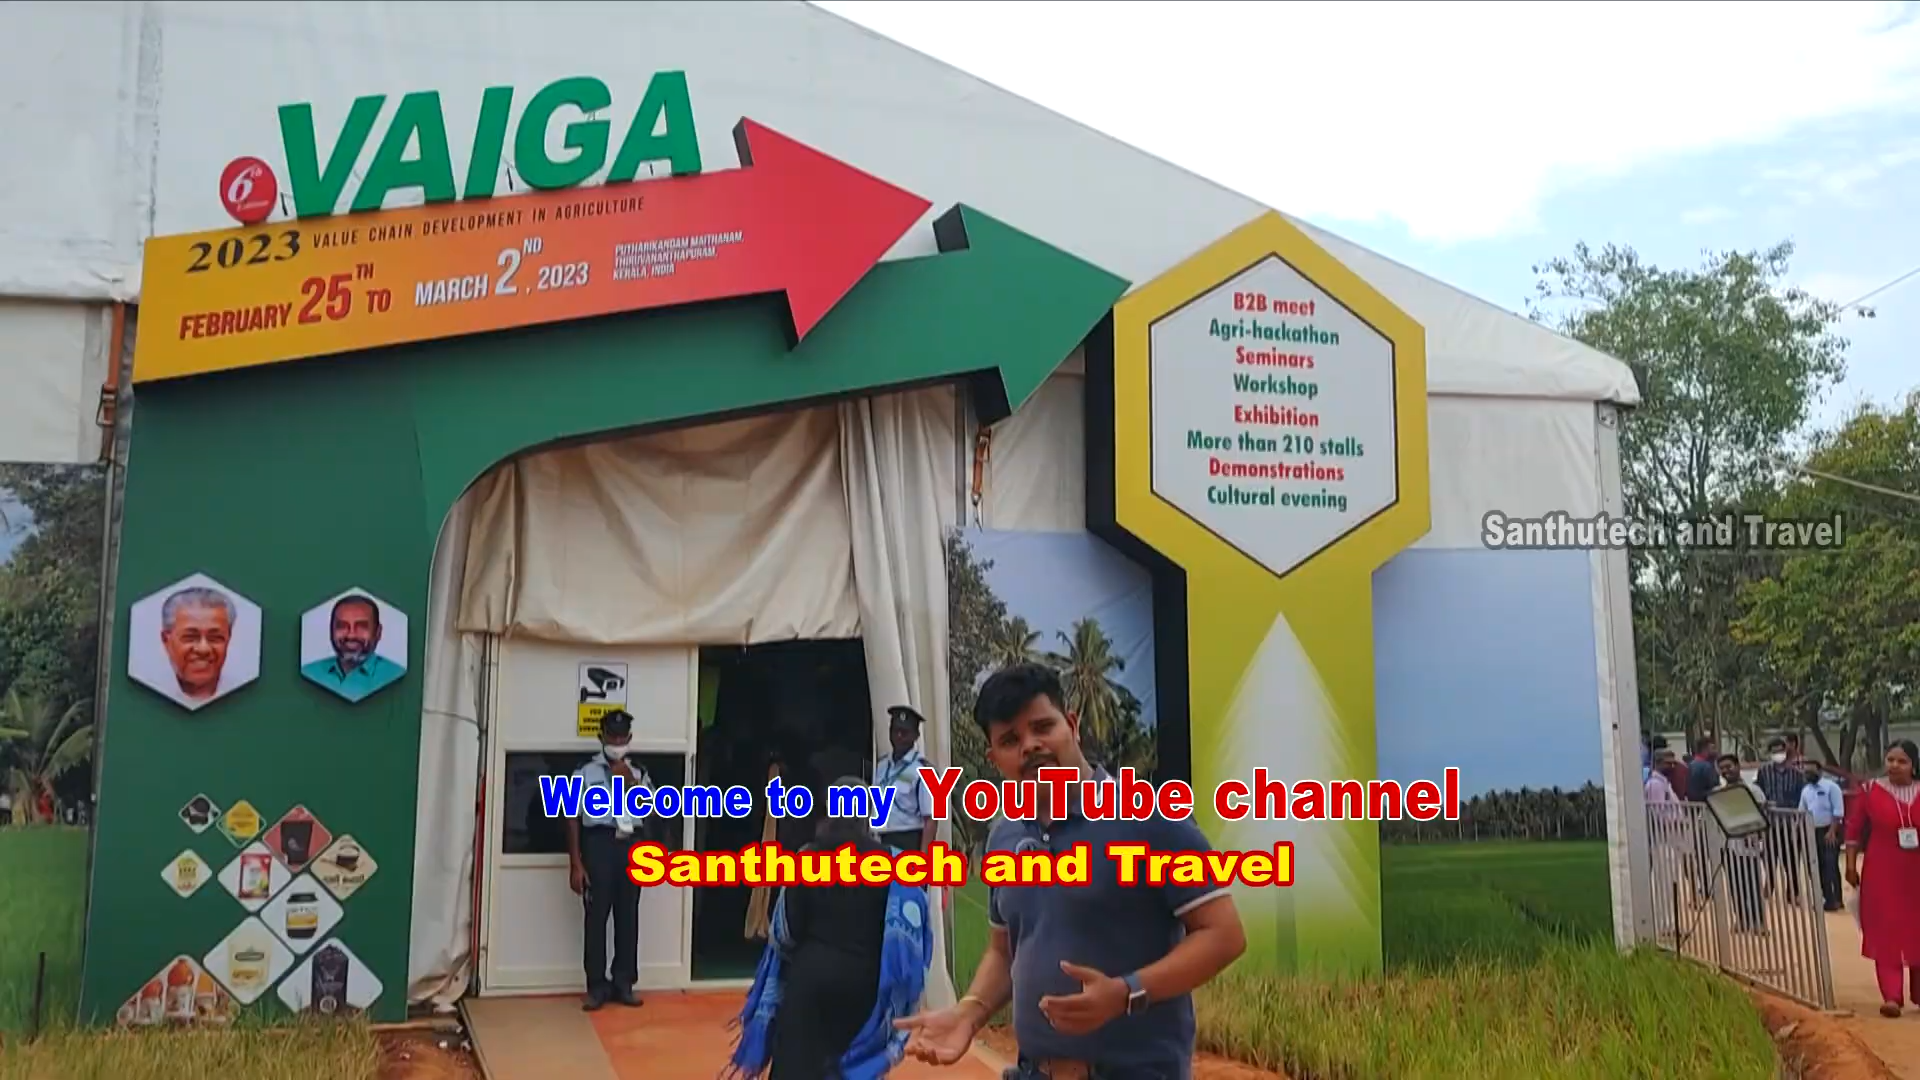 VAIGA
6th
2023 VALUE CHAIN DEVELOPMENT IN AGRICULTURE
FEBRUARY 25TH TO MARCH 2ND, 2023
PUTHARIKANDAM MAITHANAM,
THIRUVANANTHAPURAM,
KERALA, INDIA
B2B meet
Agri-hackathon
Seminars
Workshop
Exhibition
More than 210 stalls
Demonstrations
Cultural evening
Santhutech and Travel
Welcome to my YouTube channel
Santhutech and Travel